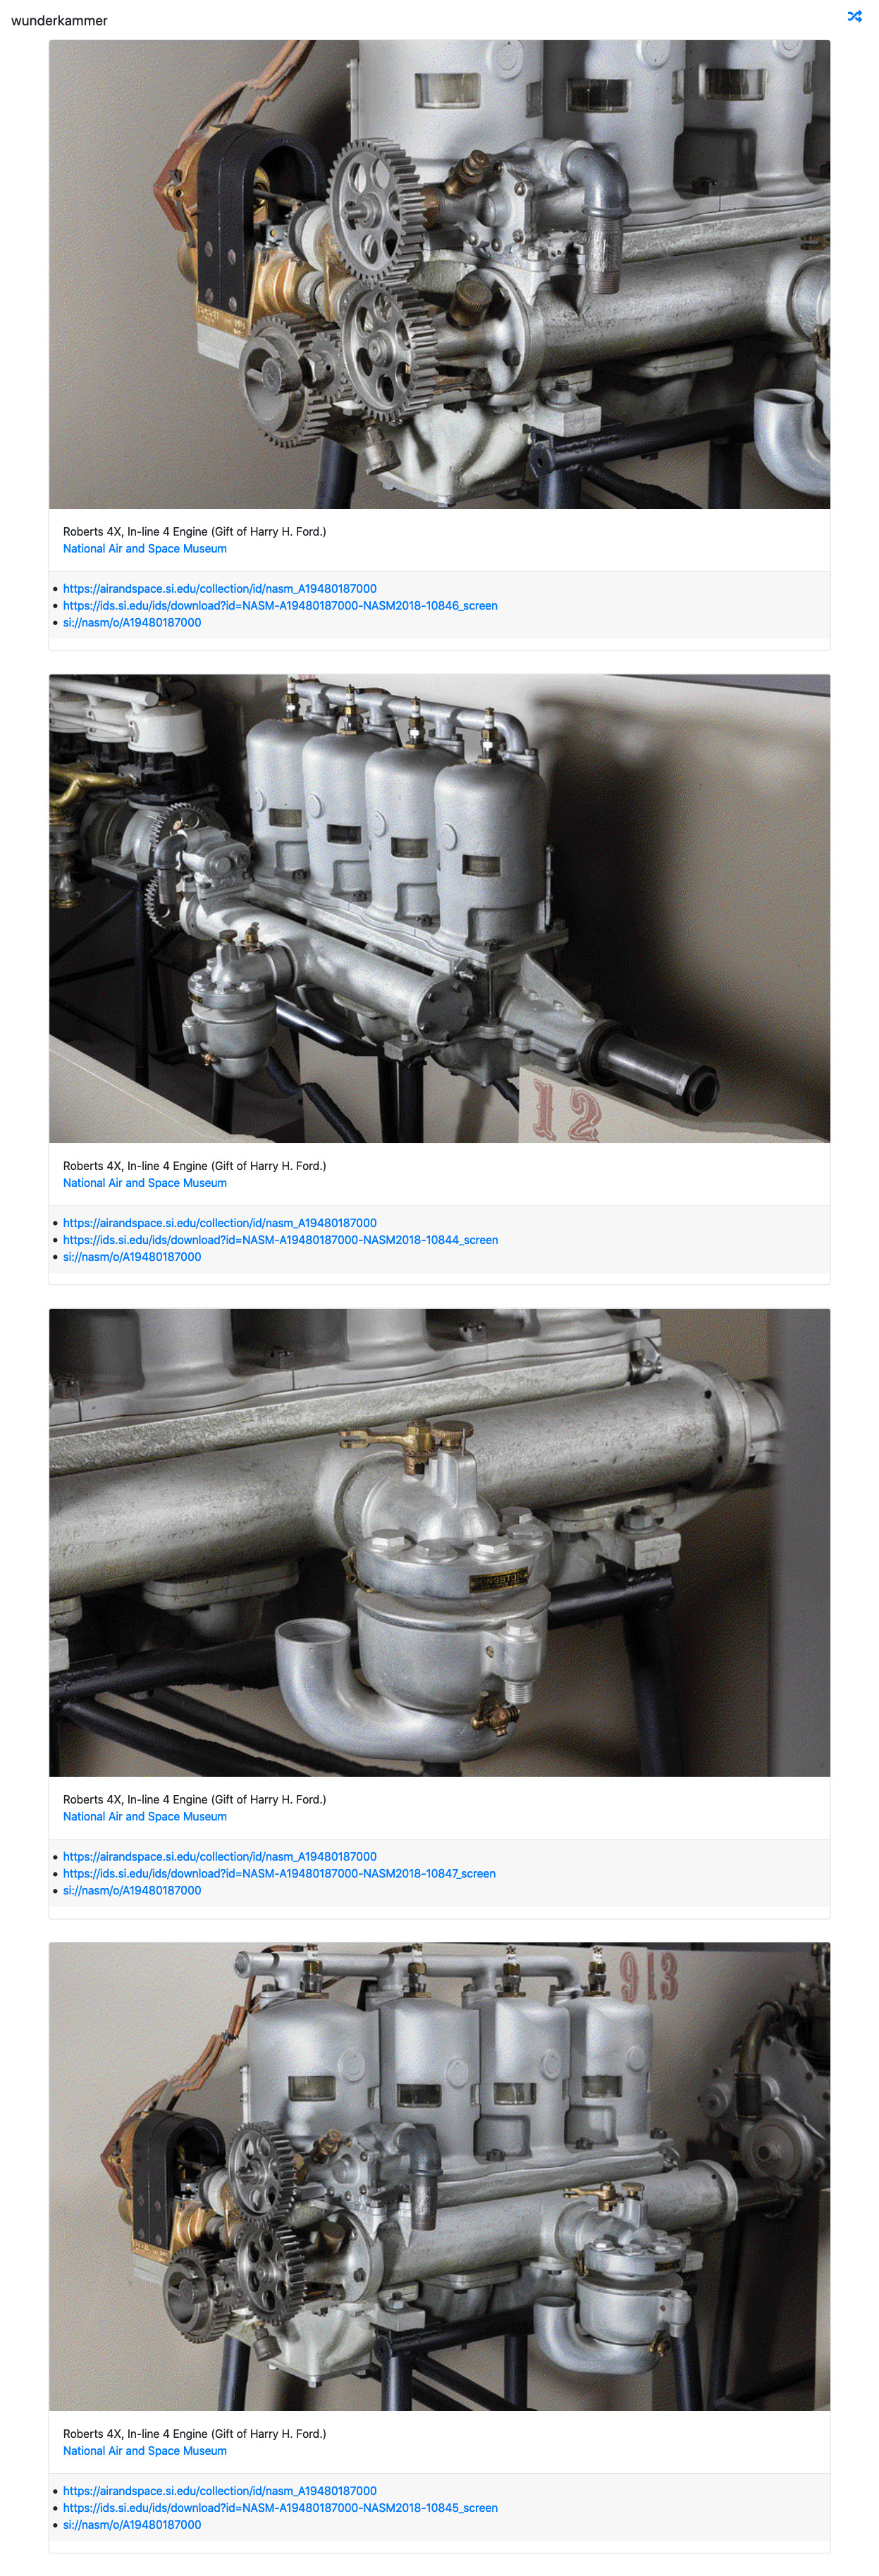 wunderkammer
Roberts 4X, In-line 4 Engine (Gift of Harry H. Ford.)
National Air and Space Museum
https://airandspace.si.edu/collection/id/nasm_A19480187000
https://ids.si.edu/ids/download?id=NASM-A19480187000-NASM2018-10846_screen
si://nasm/o/A19480187000
12
Roberts 4X, In-line 4 Engine (Gift of Harry H. Ford.)
National Air and Space Museum
https://airandspace.si.edu/collection/id/nasm_A19480187000
https://ids.si.edu/ids/download?id=NASM-A19480187000-NASM2018-10844_screen
si://nasm/o/A19480187000
Roberts 4X, In-line 4 Engine (Gift of Harry H. Ford.)
National Air and Space Museum
https://airandspace.si.edu/collection/id/nasm_A19480187000
https://ids.si.edu/ids/download?id=NASM-A19480187000-NASM2018-10847_screen
si://nasm/o/A19480187000
Roberts 4X, In-line 4 Engine (Gift of Harry H. Ford.)
National Air and Space Museum
https://airandspace.si.edu/collection/id/nasm_A19480187000
https://ids.si.edu/ids/download?id=NASM-A19480187000-NASM2018-10845_screen
si://nasm/o/A19480187000